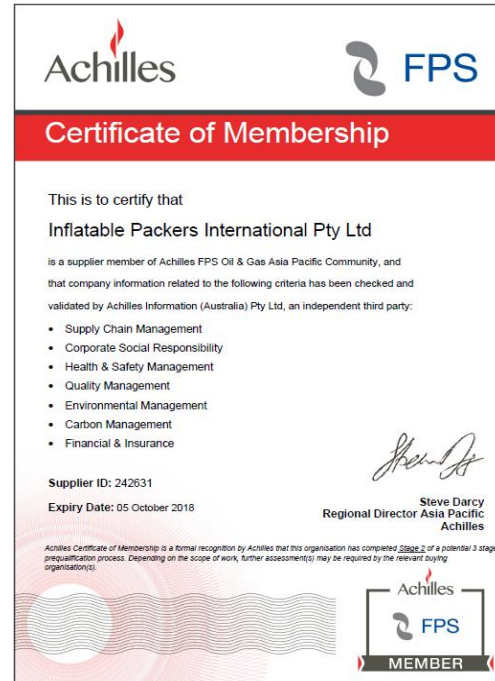 Achilles
FPS
Certificate of Membership
This is to certify that
Inflatable Packers International Pty Ltd
is a supplier member of Achilles FPS Oil & Gas Asia Pacific Community, and
that company information related to the following criteria has been checked and
validated by Achilles Information (Australia) Pty Ltd, an independent third party:
• Supply Chain Management
• Corporate Social Responsibility
• Health & Safety Management
• Quality Management
• Environmental Management
• Carbon Management
• Financial & Insurance
Supplier ID: 242631
Expiry Date: 05 October 2018
Steve Darcy
Regional Director Asia Pacific
Achilles
Achilles Certificate of Membership is a formal recognition by Achilles that this organisation has completed Stage 2 of a potential 3 stage
prequalification process. Depending on the scope of work, further assessment(s) may be required by the relevant buying
organisation(s).
Achilles
FPS
MEMBER